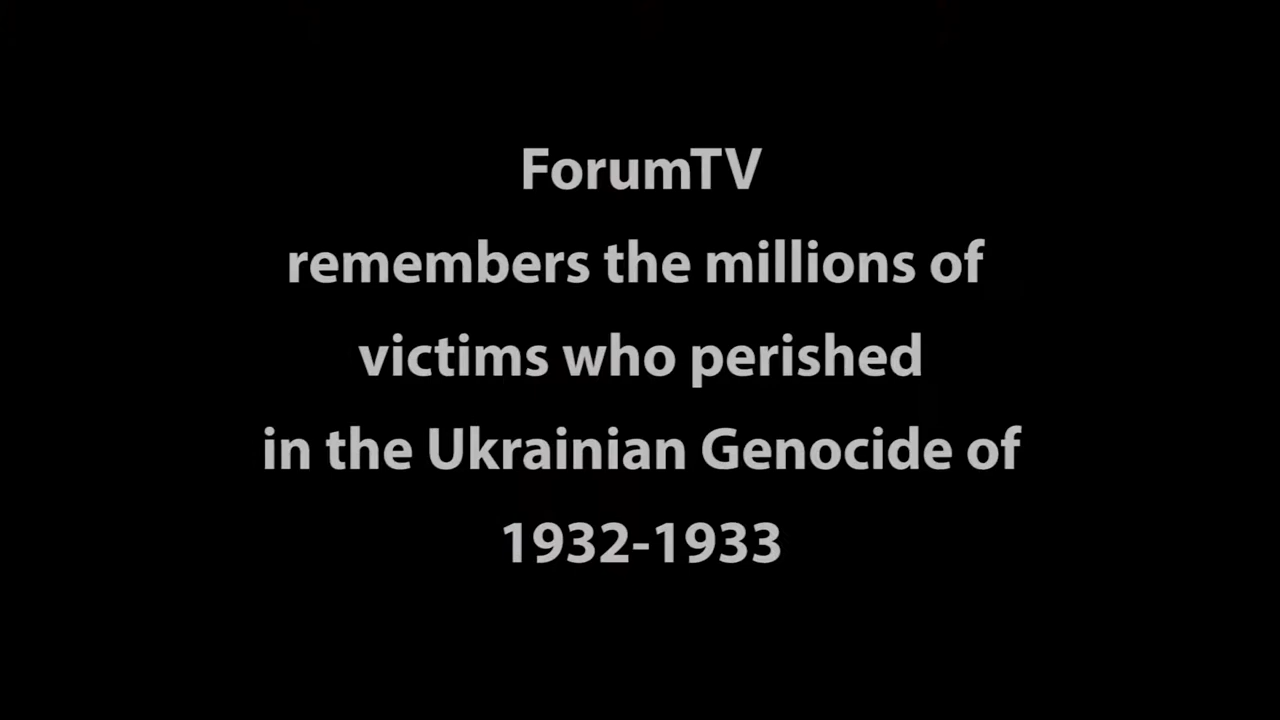 ForumTV
remembers the millions of
victims who perished
in the Ukrainian Genocide of
1932-1933